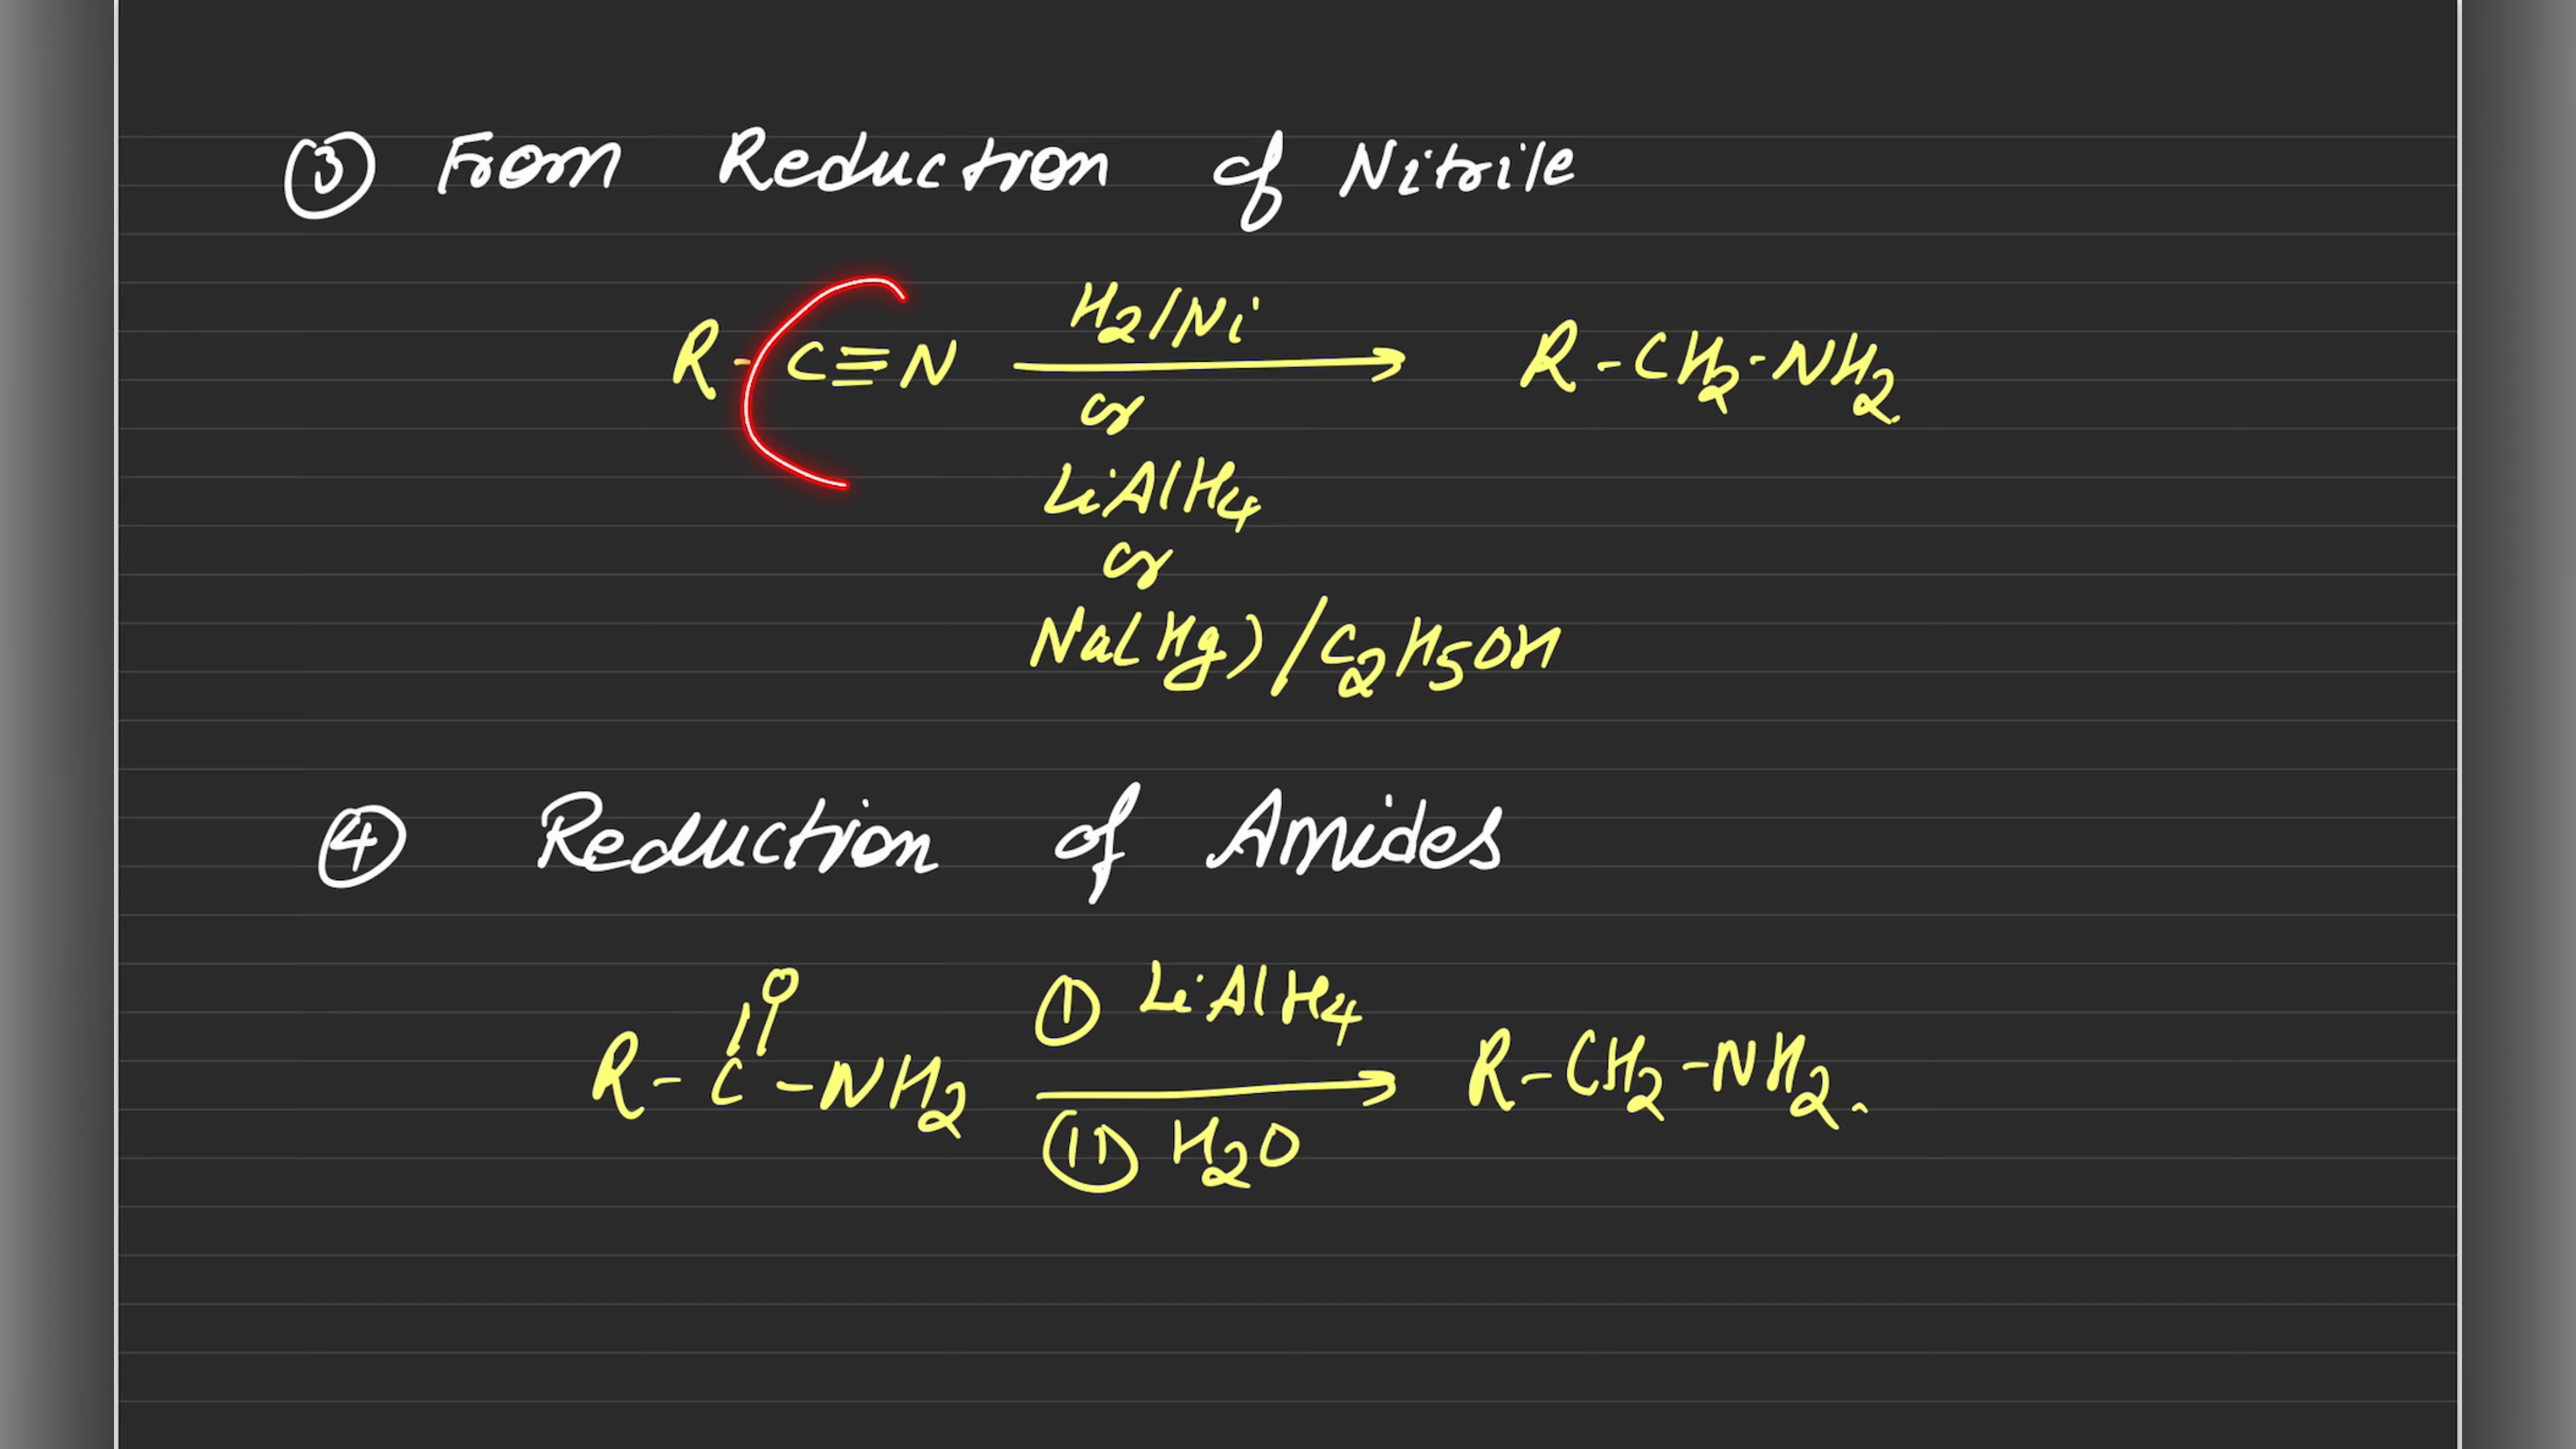 ③ From Reduction of Nitrile
R-C≡N H2/Ni R-CH2-NH2.
or
LiAlH4
or
Na(Hg)/C2H5OH
④ Reduction of Amides
O
① LiAlH4
R-C-NH2 R-CH2-NH2.
(11) H2O